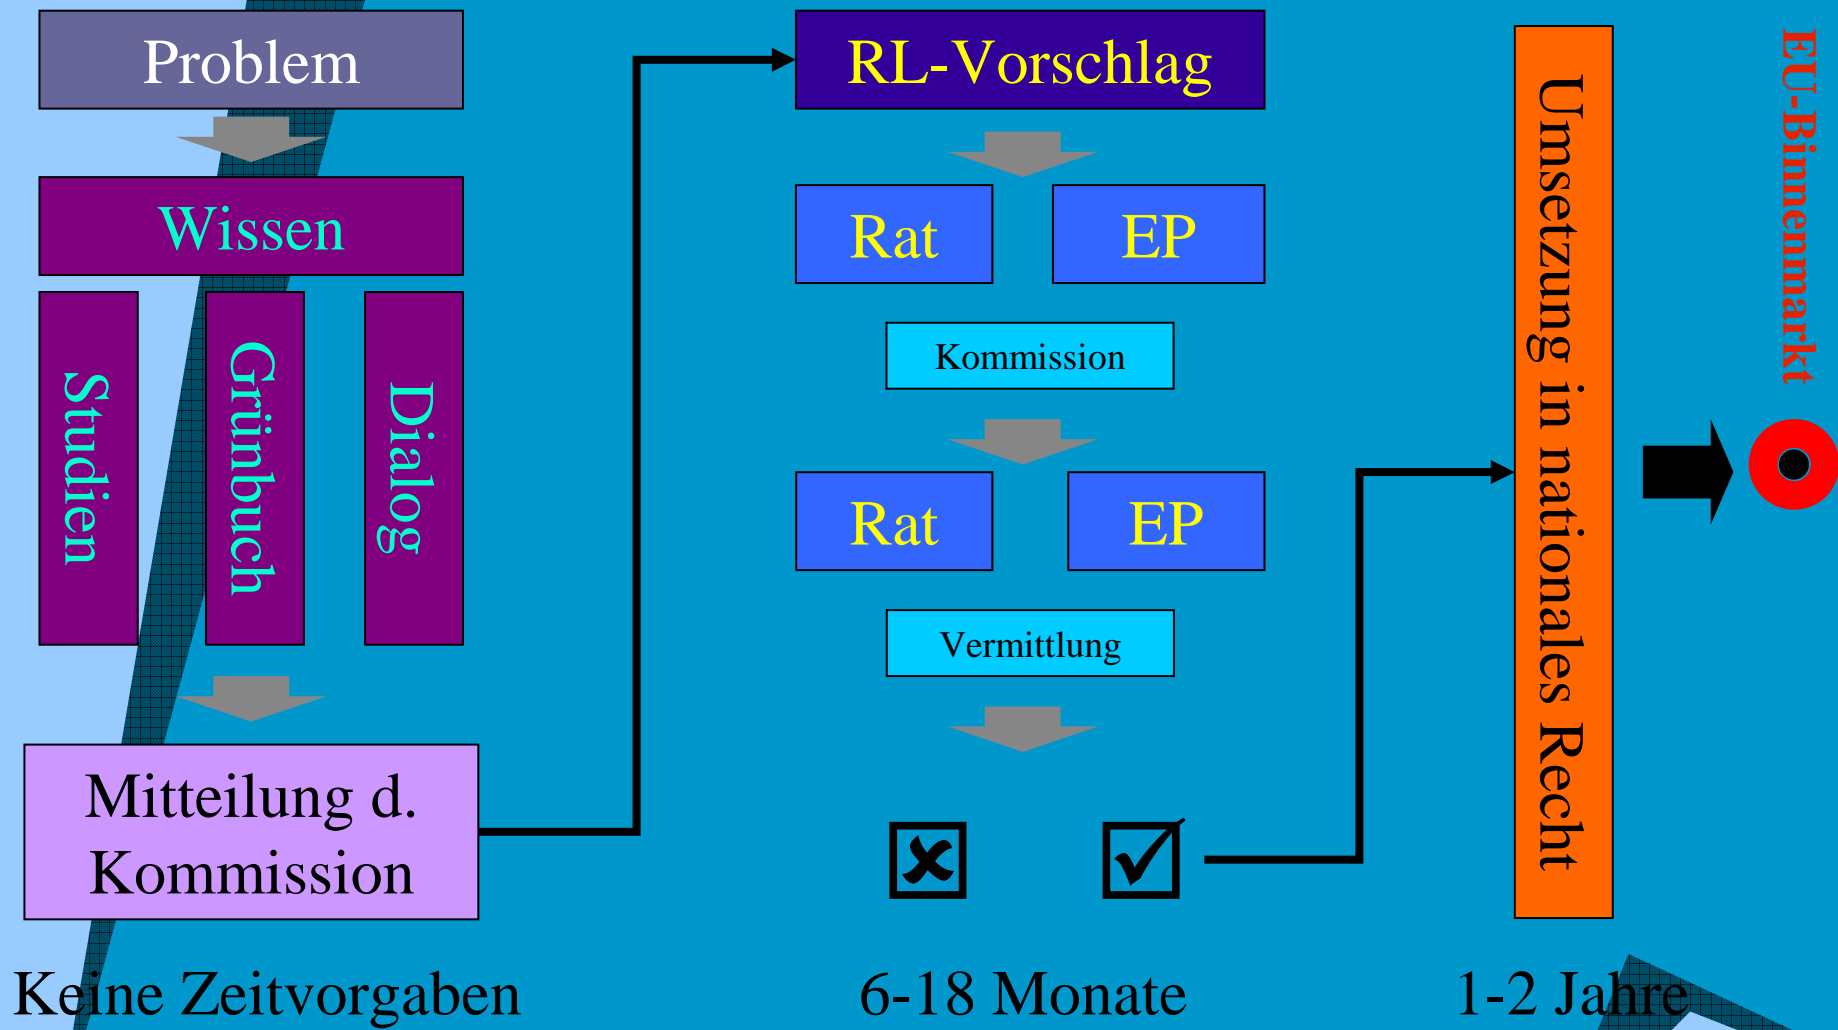 Problem
Wissen
Studien
Grünbuch
Dialog
Mitteilung d.
Kommission
Keine Zeitvorgaben
RL-Vorschlag
Rat
EP
Kommission
Rat
EP
Vermittlung
6-18 Monate
Umsetzung in nationales Recht
1-2 Jahre
EU-Binnenmarkt